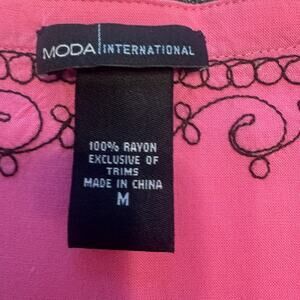 MODA INTERNATIONAL
100% RAYON
EXCLUSIVE OF
TRIMS
MADE IN CHINA
M